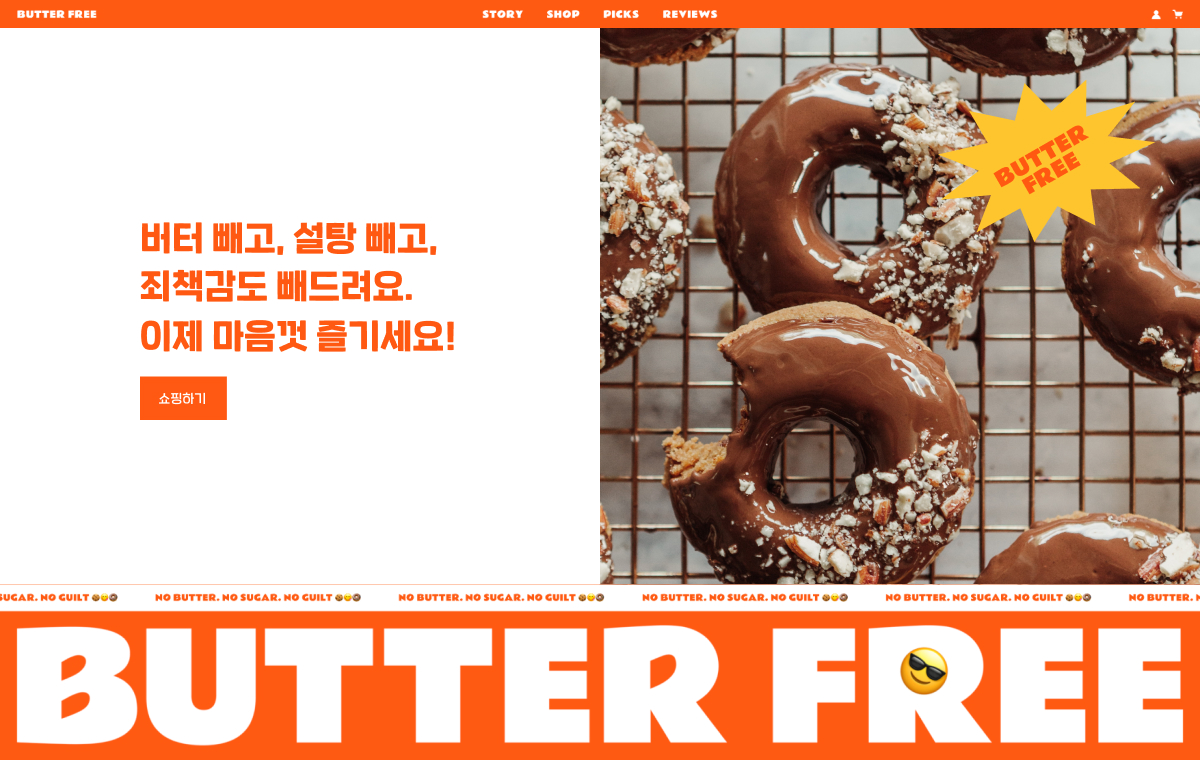 BUTTER FREE
STORY SHOP PICKS REVIEWS
버터 빼고, 설탕 빼고,
죄책감도 빼드려요.
이제 마음껏 즐기세요!
쇼핑하기
BUTTER
FREE
SUGAR. NO GUILT 🍪😋🍩 NO BUTTER. NO SUGAR. NO GUILT 🍪😋🍩 NO BUTTER. NO SUGAR. NO GUILT 🍪😋🍩 NO BUTTER. NO SUGAR. NO GUILT 🍪😋🍩 NO BUTTER. NO SUGAR. NO GUILT 🍪😋🍩 NO BUTTER. N
BUTTER FREE